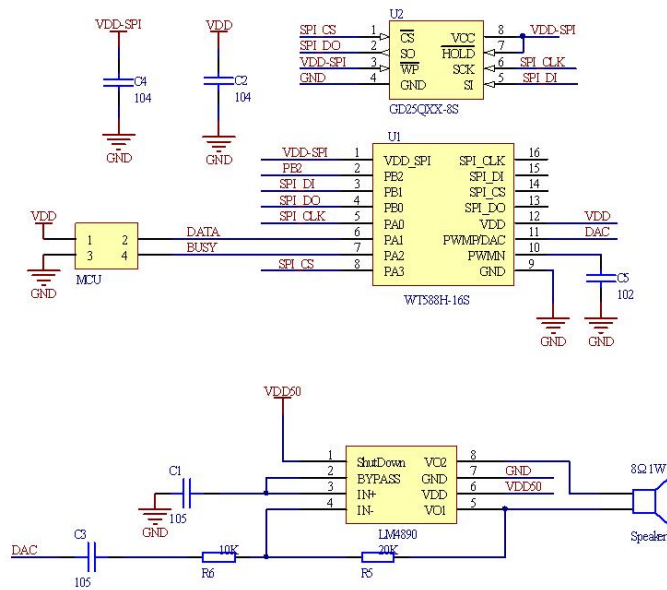 VDD-SPI
C4
104
GND
VDD
C2
104
GND
U2
SPI_CS 1 CS VCC 8 VDD-SPI
SPI_DO 2 SO HOLD 7
VDD-SPI 3 WP SCK 6 SPI_CLK
GND 4 GND SI 5 SPI_DI
GD25QXX-8S
U1
VDD-SPI 1 VDD_SPI SPI_CLK 16
PB2 2 PB2 SPI_DI 15
SPI_DI 3 PB1 SPI_CS 14
SPI_DO 4 PB0 SPI_DO 13
SPI_CLK 5 PA0 VDD 12 VDD
DATA 6 PA1 PWMP/DAC 11 DAC
BUSY 7 PA2 PWMN 10
SPI_CS 8 PA3 GND 9
WT588H-16S
VDD
1 2
3 4
GND
MCU
C5
102
GND
GND
VDD50
1 ShutDown VO2 8
2 BYPASS GND 7 GND
3 IN+ VDD 6 VDD50
4 IN- VO1 5
LM4890
C1
105
GND
8Ω1W
Speaker
DAC
C3
105
10K
R6
20K
R5